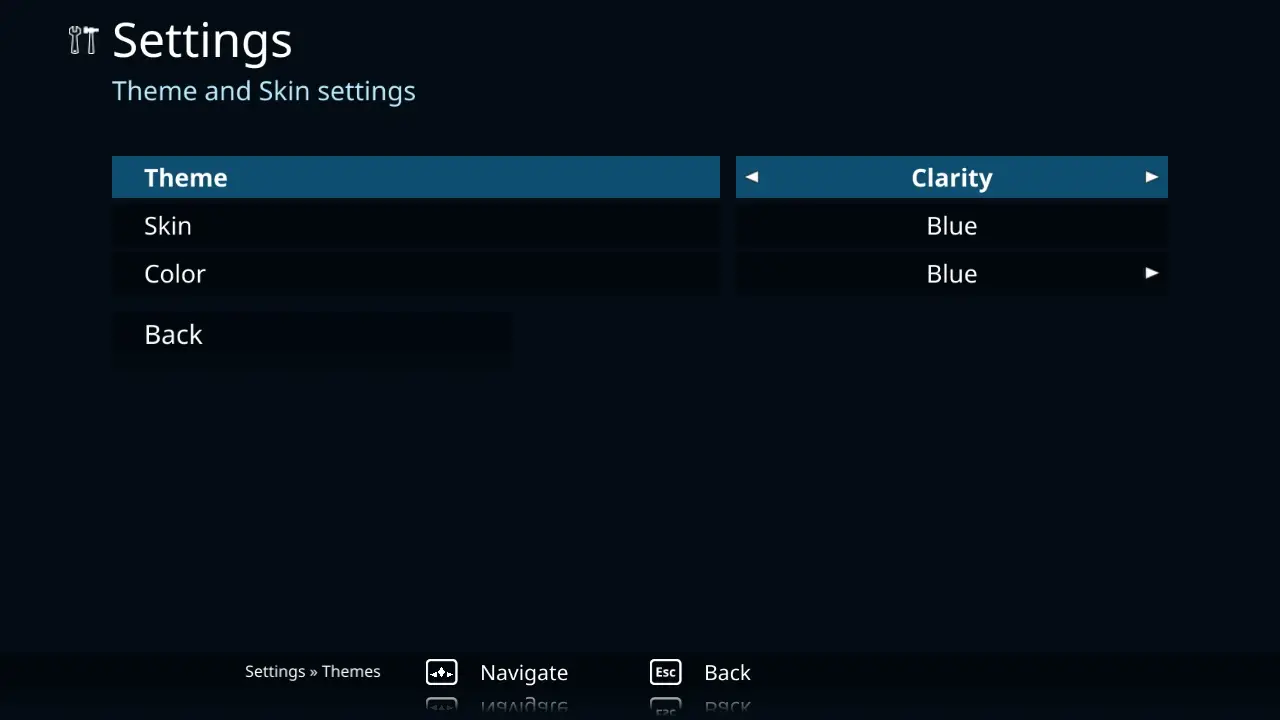 Settings
Theme and Skin settings
Theme Clarity
Skin Blue
Color Blue
Back
Settings » Themes Navigate Esc Back